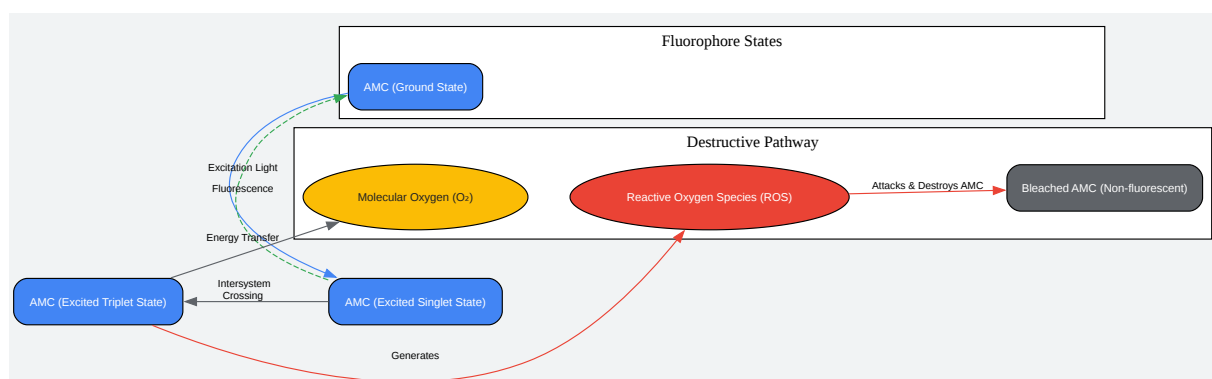 Fluorophore States
AMC (Ground State)
Destructive Pathway
Excitation Light
Fluorescence
Molecular Oxygen (O₂)
Reactive Oxygen Species (ROS)
Attacks & Destroys AMC
Bleached AMC (Non-fluorescent)
Energy Transfer
AMC (Excited Triplet State)
Intersystem
Crossing
AMC (Excited Singlet State)
Generates